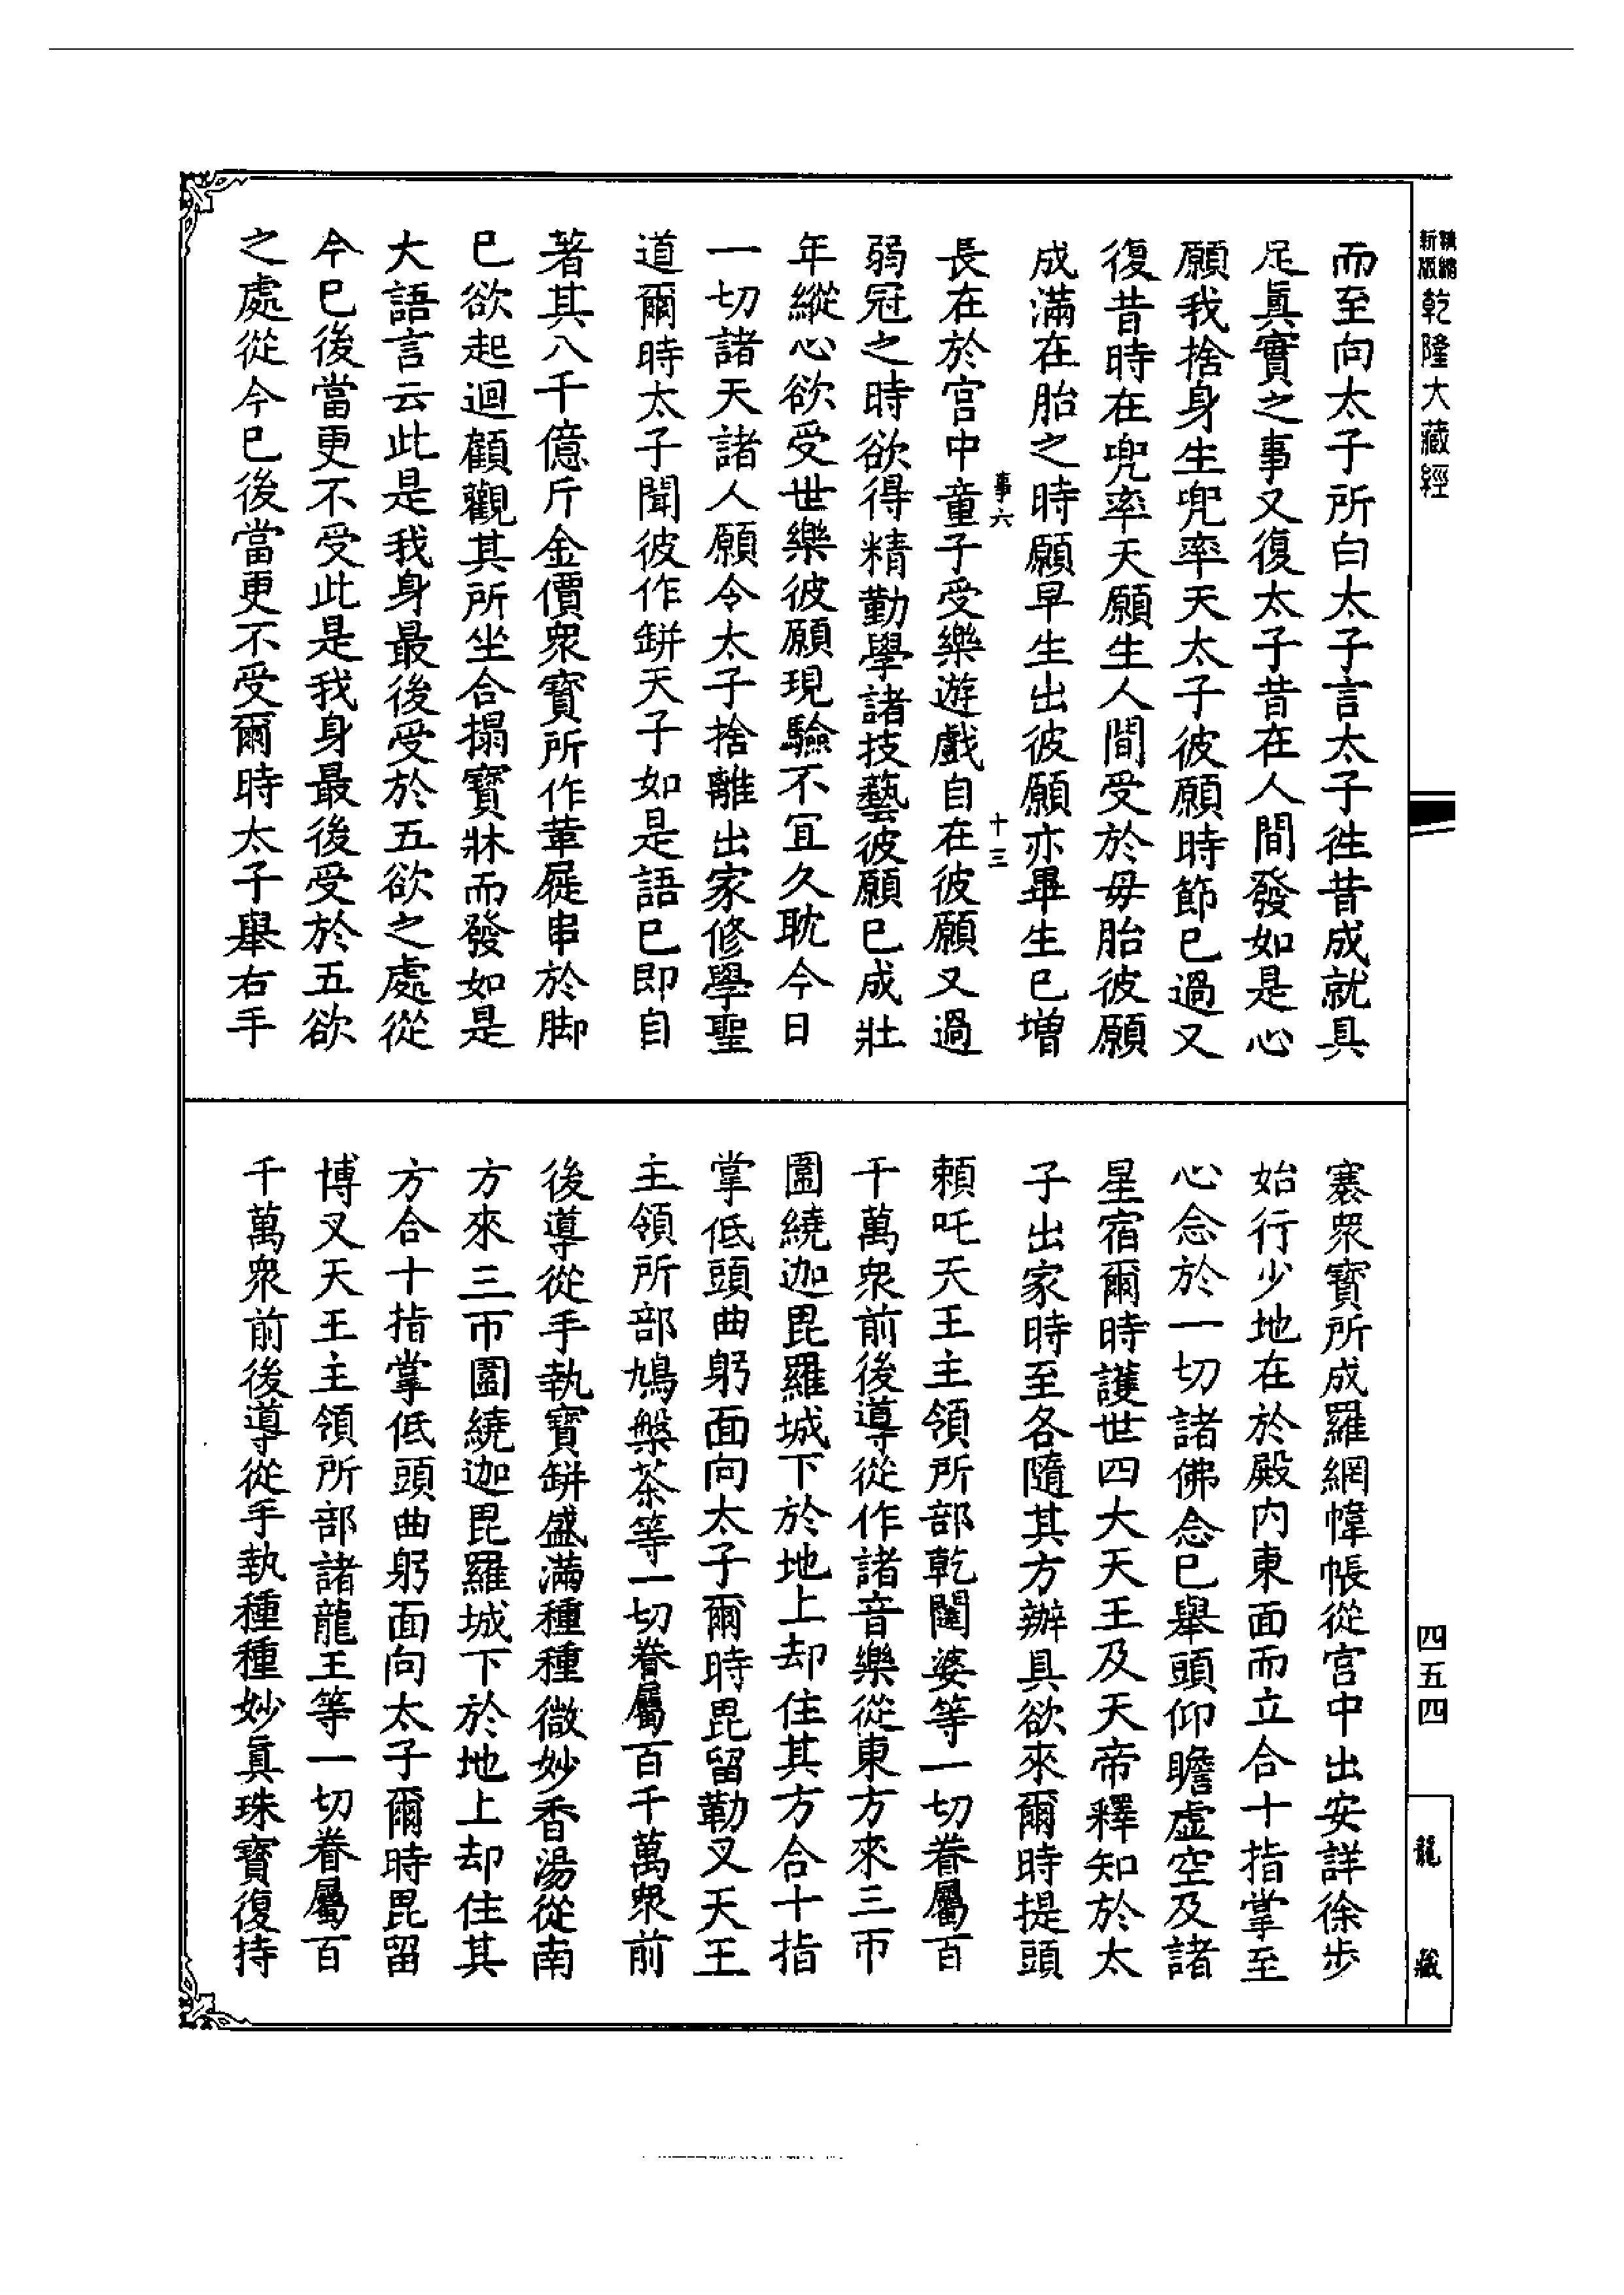 新版精縮乾隆大藏經
四五四
龍藏
而至向太子所白太子言太子徃昔成就具
足眞實之事又復太子昔在人間發如是心
願我捨身生兜率天太子彼願時節已過又
復昔時在兜率天願生人間受於母胎彼願
成滿在胎之時願早生出彼願亦畢生已增
事六
十三
長在於宫中童子受樂遊戲自在彼願又過
弱冠之時欲得精勤學諸技藝彼願已成壯
年縱心欲受世樂彼願現驗不冝久耽今日
一切諸天諸人願令太子捨離出家修學聖
道爾時太子聞彼作缾天子如是語已即自
著其八千億斤金價衆寶所作革屣串於脚
已欲起迴顧觀其所坐合搨寶牀而發如是
大語言云此是我身最後受於五欲之處從
今已後當更不受此是我身最後受於五欲
之處從今已後當更不受爾時太子舉右手
褰衆寶所成羅網幃帳從宫中出安詳徐步
始行少地在於殿内東面而立合十指掌至
心念於一切諸佛念已舉頭仰瞻虛空及諸
星宿爾時護世四大天王及天帝釋知於太
子出家時至各隨其方辦具欲來爾時提頭
頼吒天王主領所部乾闥婆等一切眷屬百
千萬衆前後導從作諸音樂從東方來三帀
圍繞迦毘羅城下於地上却住其方合十指
掌低頭曲躬面向太子爾時毘留勒叉天王
主領所部鳩槃茶等一切眷屬百千萬衆前
後導從手執寶缾盛滿種種微妙香湯從南
方來三帀圍繞迦毘羅城下於地上却住其
方合十指掌低頭曲躬面向太子爾時毘留
博叉天王主領所部諸龍王等一切眷屬百
千萬衆前後導從手執種種妙眞珠寶復持